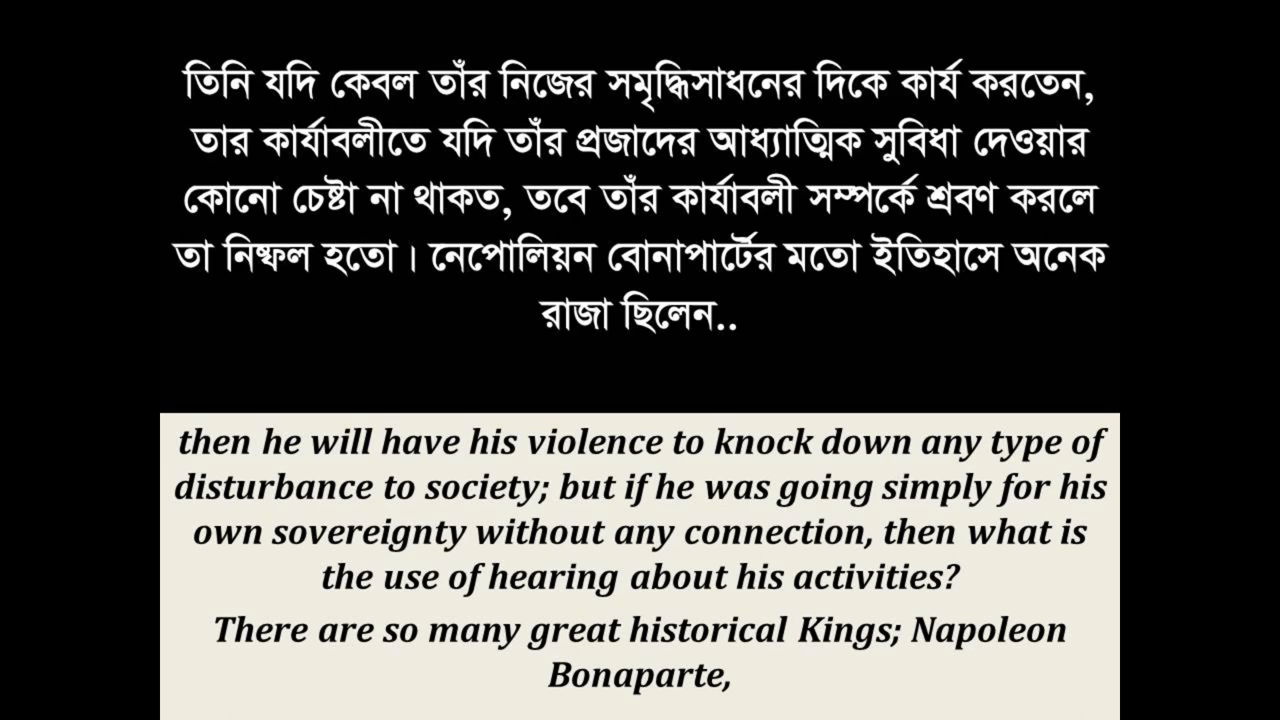 তিনি যদি কেবল তাঁর নিজের সমৃদ্ধিসাধনের দিকে কার্য করতেন,
তার কার্যাবলীতে যদি তাঁর প্রজাদের আধ্যাত্মিক সুবিধা দেওয়ার
কোনো চেষ্টা না থাকত, তবে তাঁর কার্যাবলী সম্পর্কে শ্রবণ করলে
তা নিষ্ফল হতো। নেপোলিয়ন বোনাপার্টের মতো ইতিহাসে অনেক
রাজা ছিলেন..
then he will have his violence to knock down any type of
disturbance to society; but if he was going simply for his
own sovereignty without any connection, then what is
the use of hearing about his activities?
There are so many great historical Kings; Napoleon
Bonaparte,